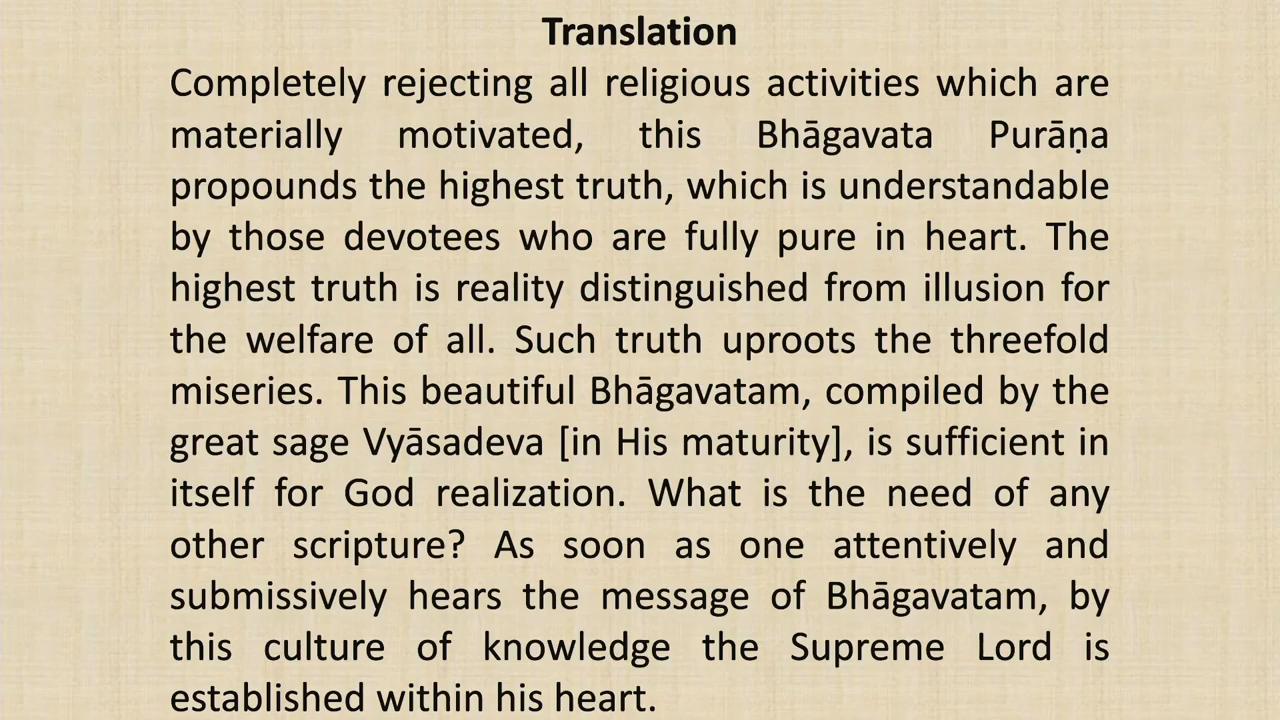 Translation
Completely rejecting all religious activities which are
materially motivated, this Bhāgavata Purāṇa
propounds the highest truth, which is understandable
by those devotees who are fully pure in heart. The
highest truth is reality distinguished from illusion for
the welfare of all. Such truth uproots the threefold
miseries. This beautiful Bhāgavatam, compiled by the
great sage Vyāsadeva [in His maturity], is sufficient in
itself for God realization. What is the need of any
other scripture? As soon as one attentively and
submissively hears the message of Bhāgavatam, by
this culture of knowledge the Supreme Lord is
established within his heart.